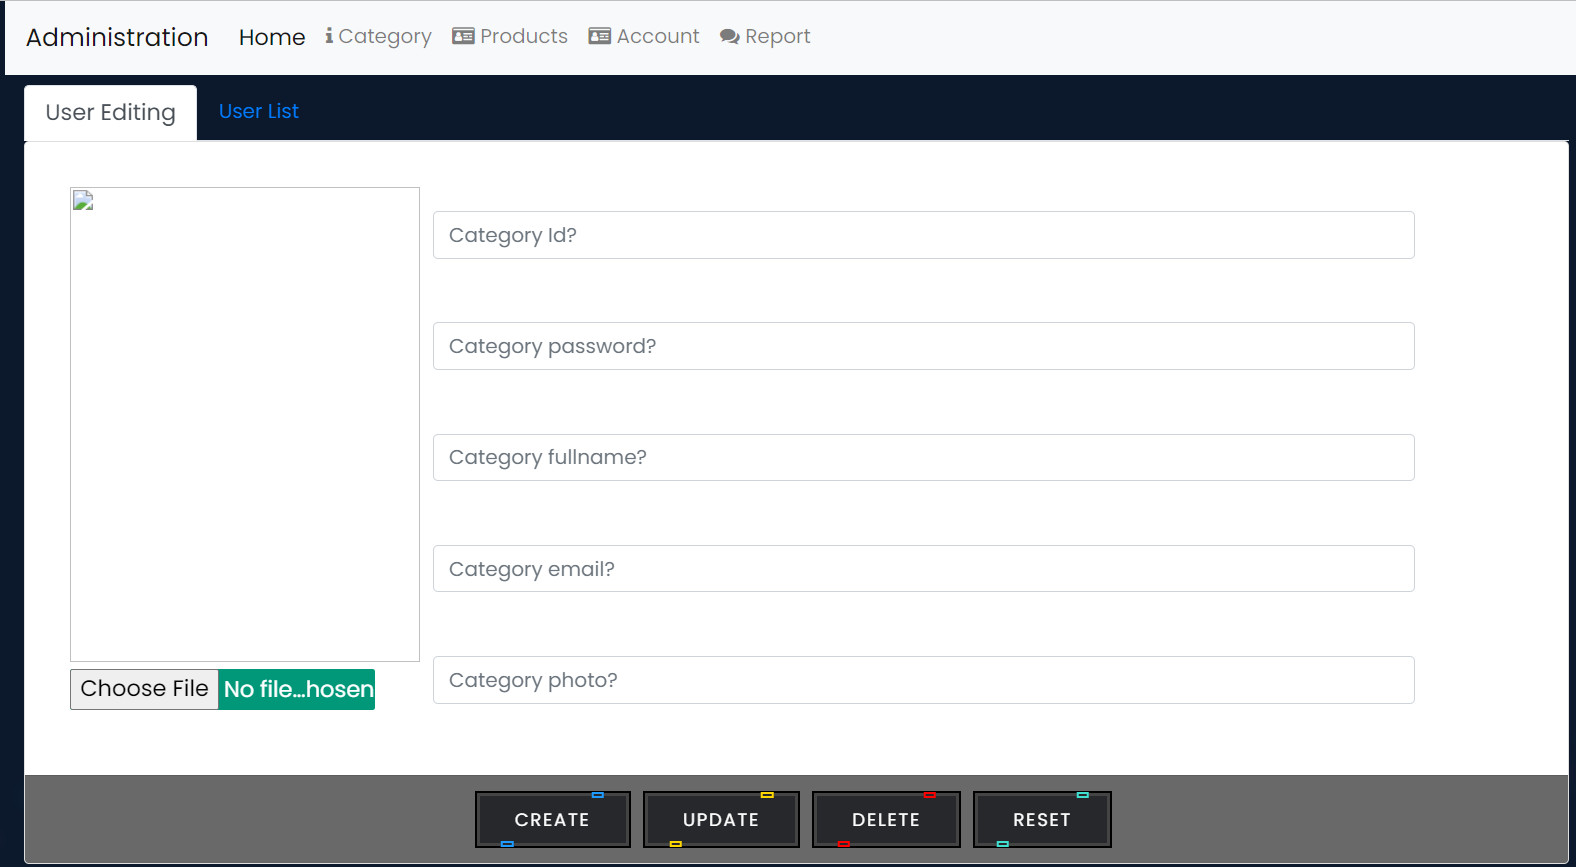 Administration Home Category Products Account Report
User Editing User List
Category Id?
Category password?
Category fullname?
Category email?
Category photo?
Choose File No file...hosen
CREATE UPDATE DELETE RESET